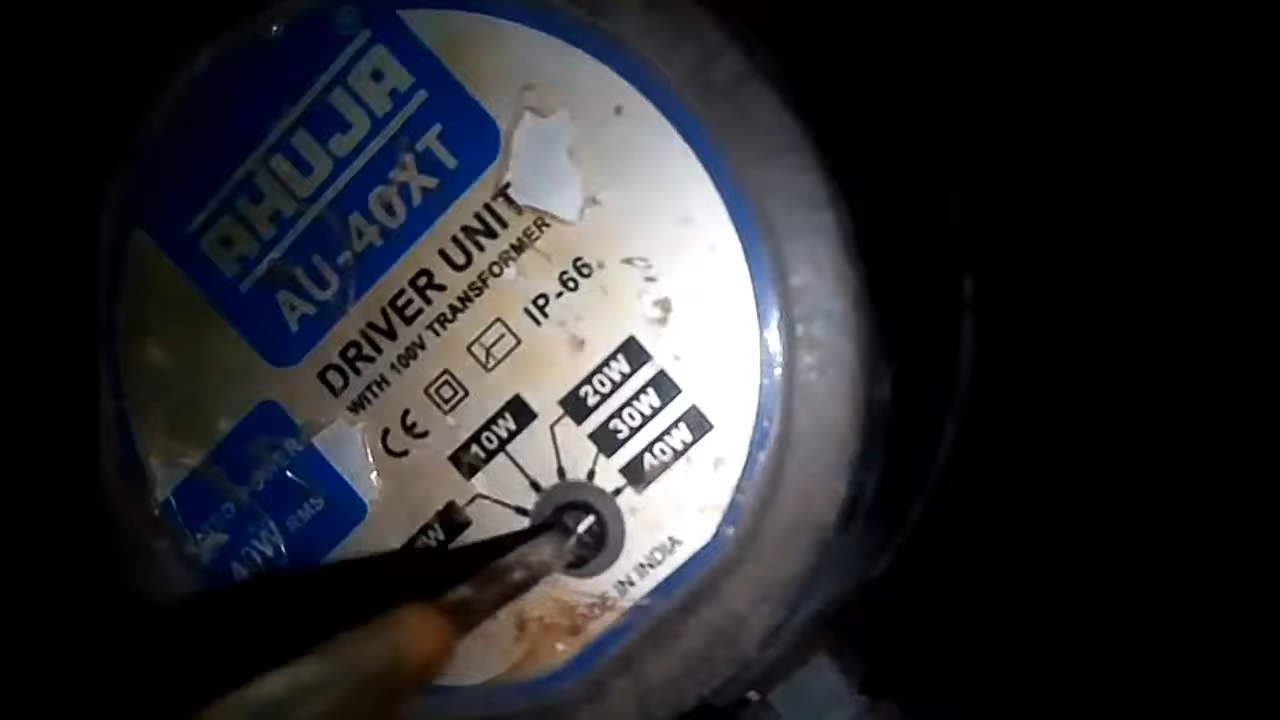 AHUJA
AU-40XT
DRIVER UNIT
WITH 100V TRANSFORMER
IP-66
CE
20W
10W
30W
40W
40W RMS
MADE IN INDIA